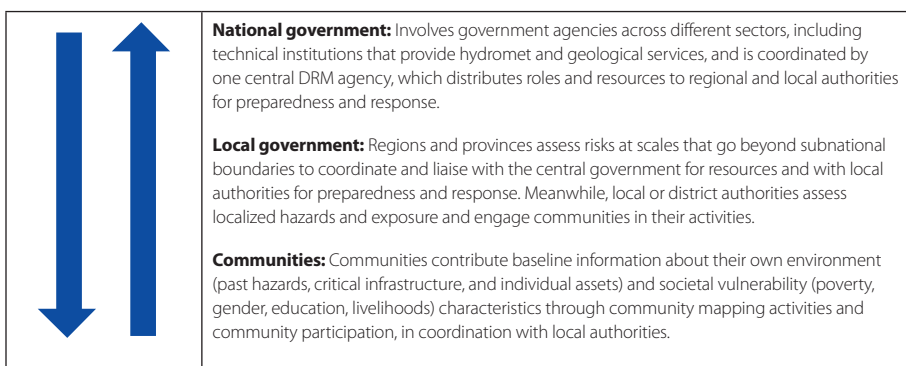 National government: Involves government agencies across different sectors, including
technical institutions that provide hydromet and geological services, and is coordinated by
one central DRM agency, which distributes roles and resources to regional and local authorities
for preparedness and response.
Local government: Regions and provinces assess risks at scales that go beyond subnational
boundaries to coordinate and liaise with the central government for resources and with local
authorities for preparedness and response. Meanwhile, local or district authorities assess
localized hazards and exposure and engage communities in their activities.
Communities: Communities contribute baseline information about their own environment
(past hazards, critical infrastructure, and individual assets) and societal vulnerability (poverty,
gender, education, livelihoods) characteristics through community mapping activities and
community participation, in coordination with local authorities.